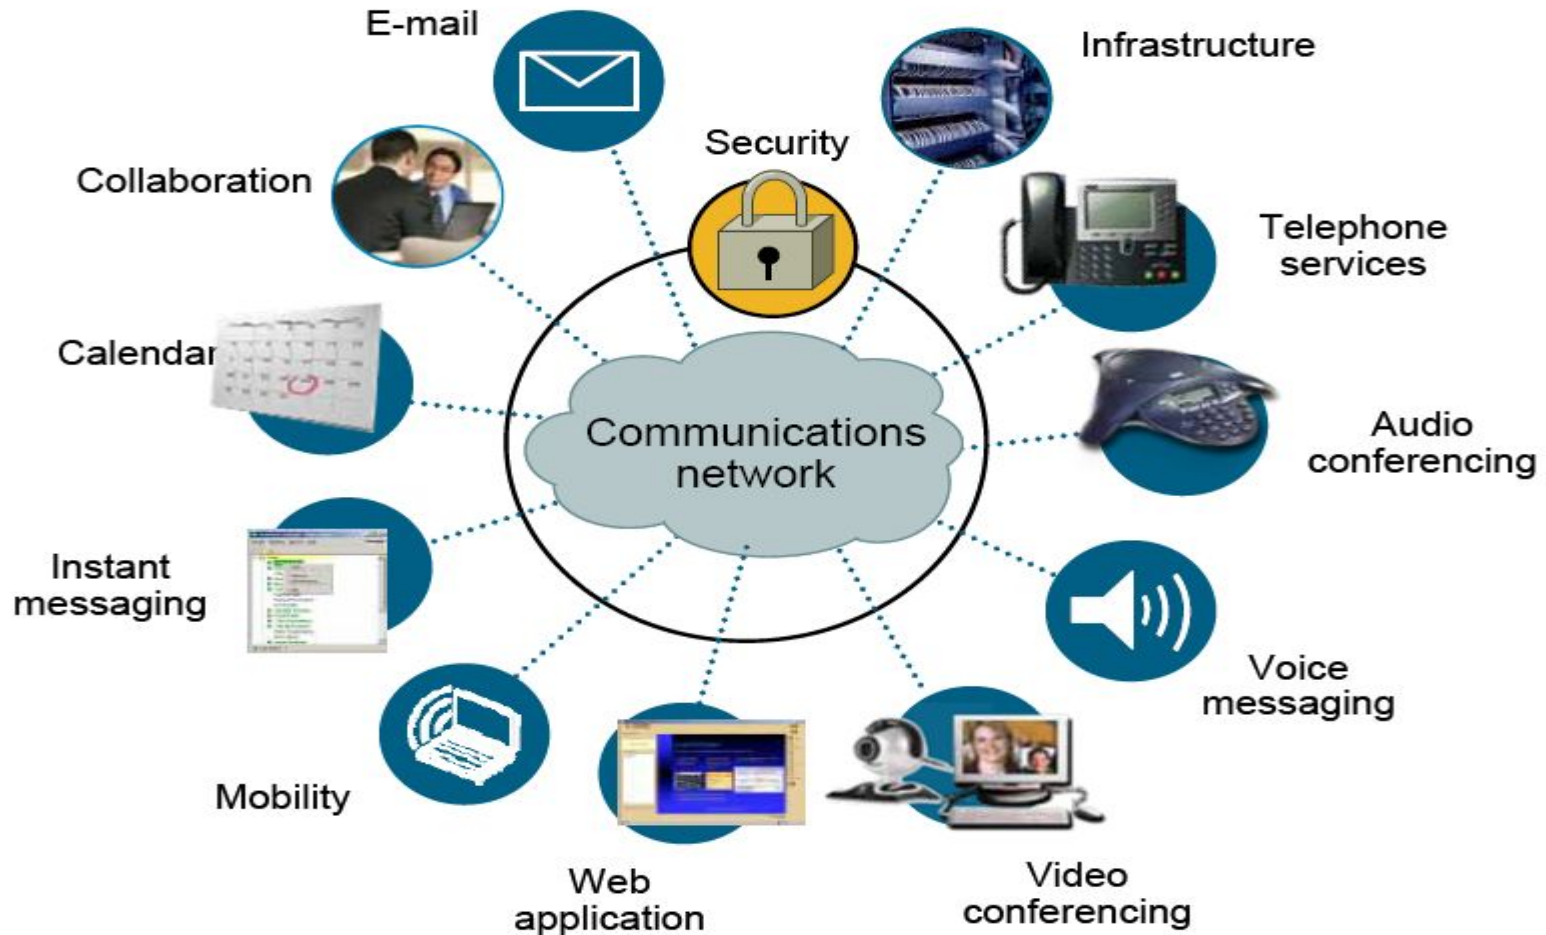 E-mail
Infrastructure
Security
Collaboration
Telephone
services
Calendar
Communications
network
Audio
conferencing
Instant
messaging
Voice
messaging
Mobility
Web
application
Video
conferencing